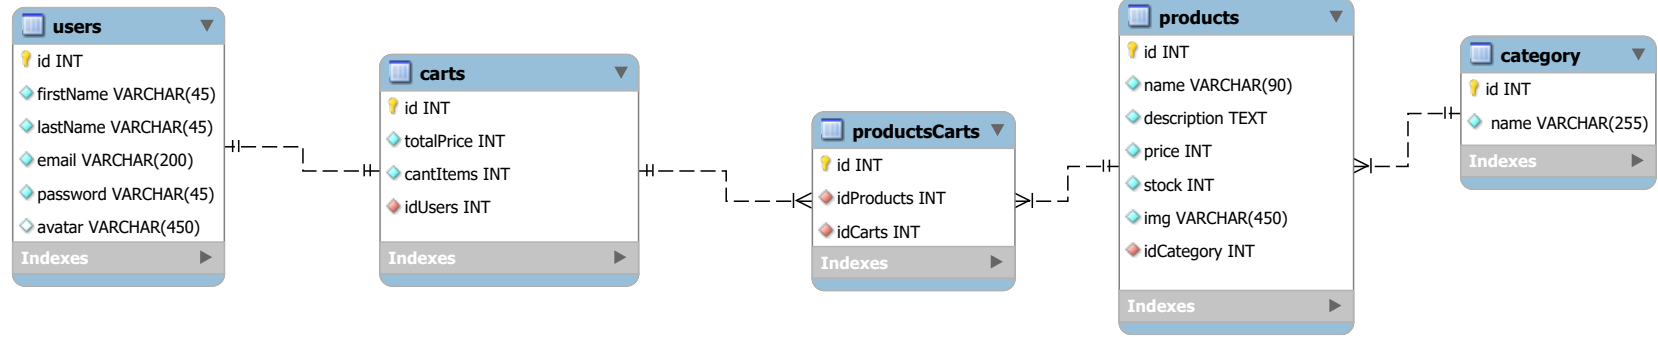 users
id INT
firstName VARCHAR(45)
lastName VARCHAR(45)
email VARCHAR(200)
password VARCHAR(45)
avatar VARCHAR(450)
Indexes
carts
id INT
totalPrice INT
cantItems INT
idUsers INT
Indexes
productsCarts
id INT
idProducts INT
idCarts INT
Indexes
products
id INT
name VARCHAR(90)
description TEXT
price INT
stock INT
img VARCHAR(450)
idCategory INT
Indexes
category
id INT
name VARCHAR(255)
Indexes